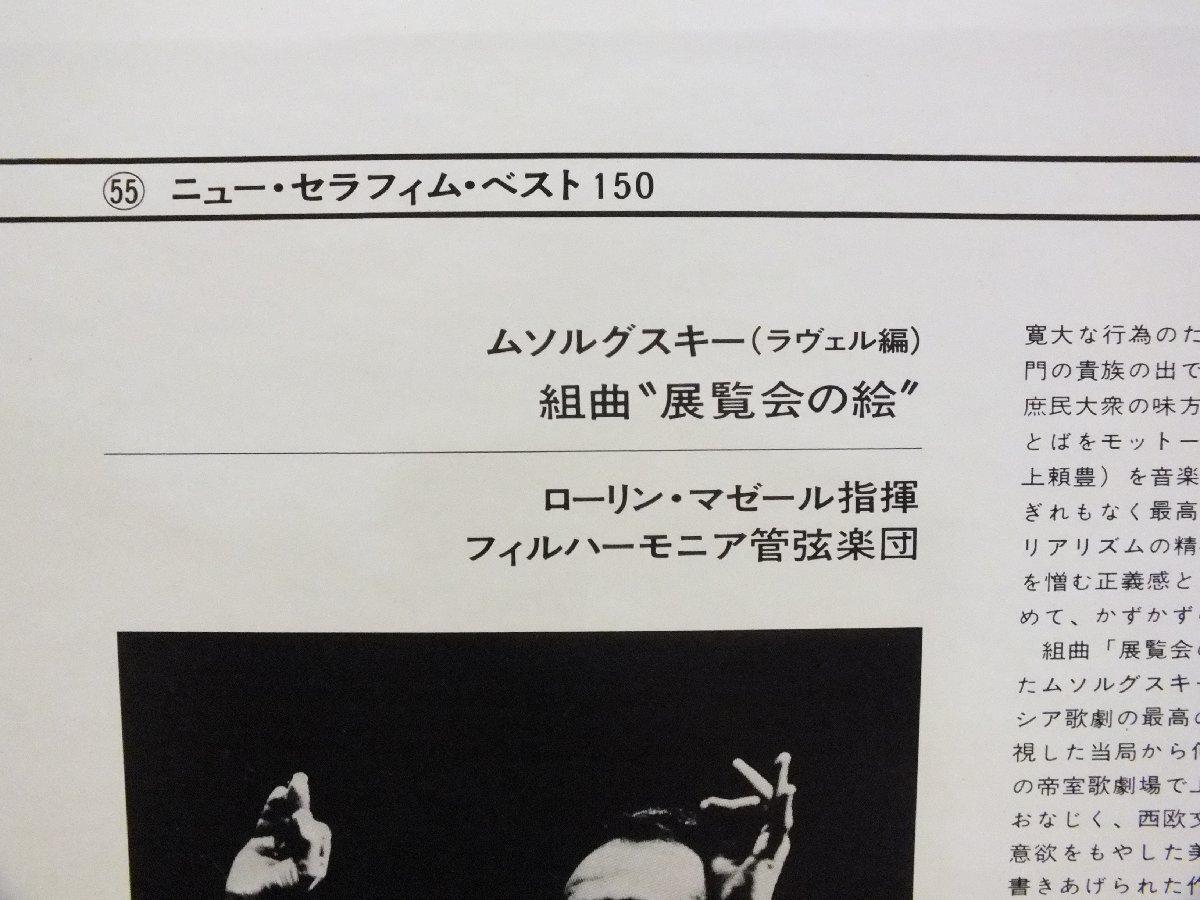 55 ニュー・セラフィム・ベスト150
ムソルグスキー(ラヴェル編)
組曲〝展覧会の絵〟
ローリン・マゼール指揮
フィルハーモニア管弦楽団
寛大な行為のた
門の貴族の出で
庶民大衆の味方
とばをモットー
上頼豊)を音楽
ぎれもなく最高
リアリズムの精
を憎む正義感と
めて、かずかず
組曲「展覧会の
たムソルグスキー
シア歌劇の最高の
視した当局から
の帝室歌劇場で上
おなじく、西欧文
意欲をもやした美
書きあげられた作